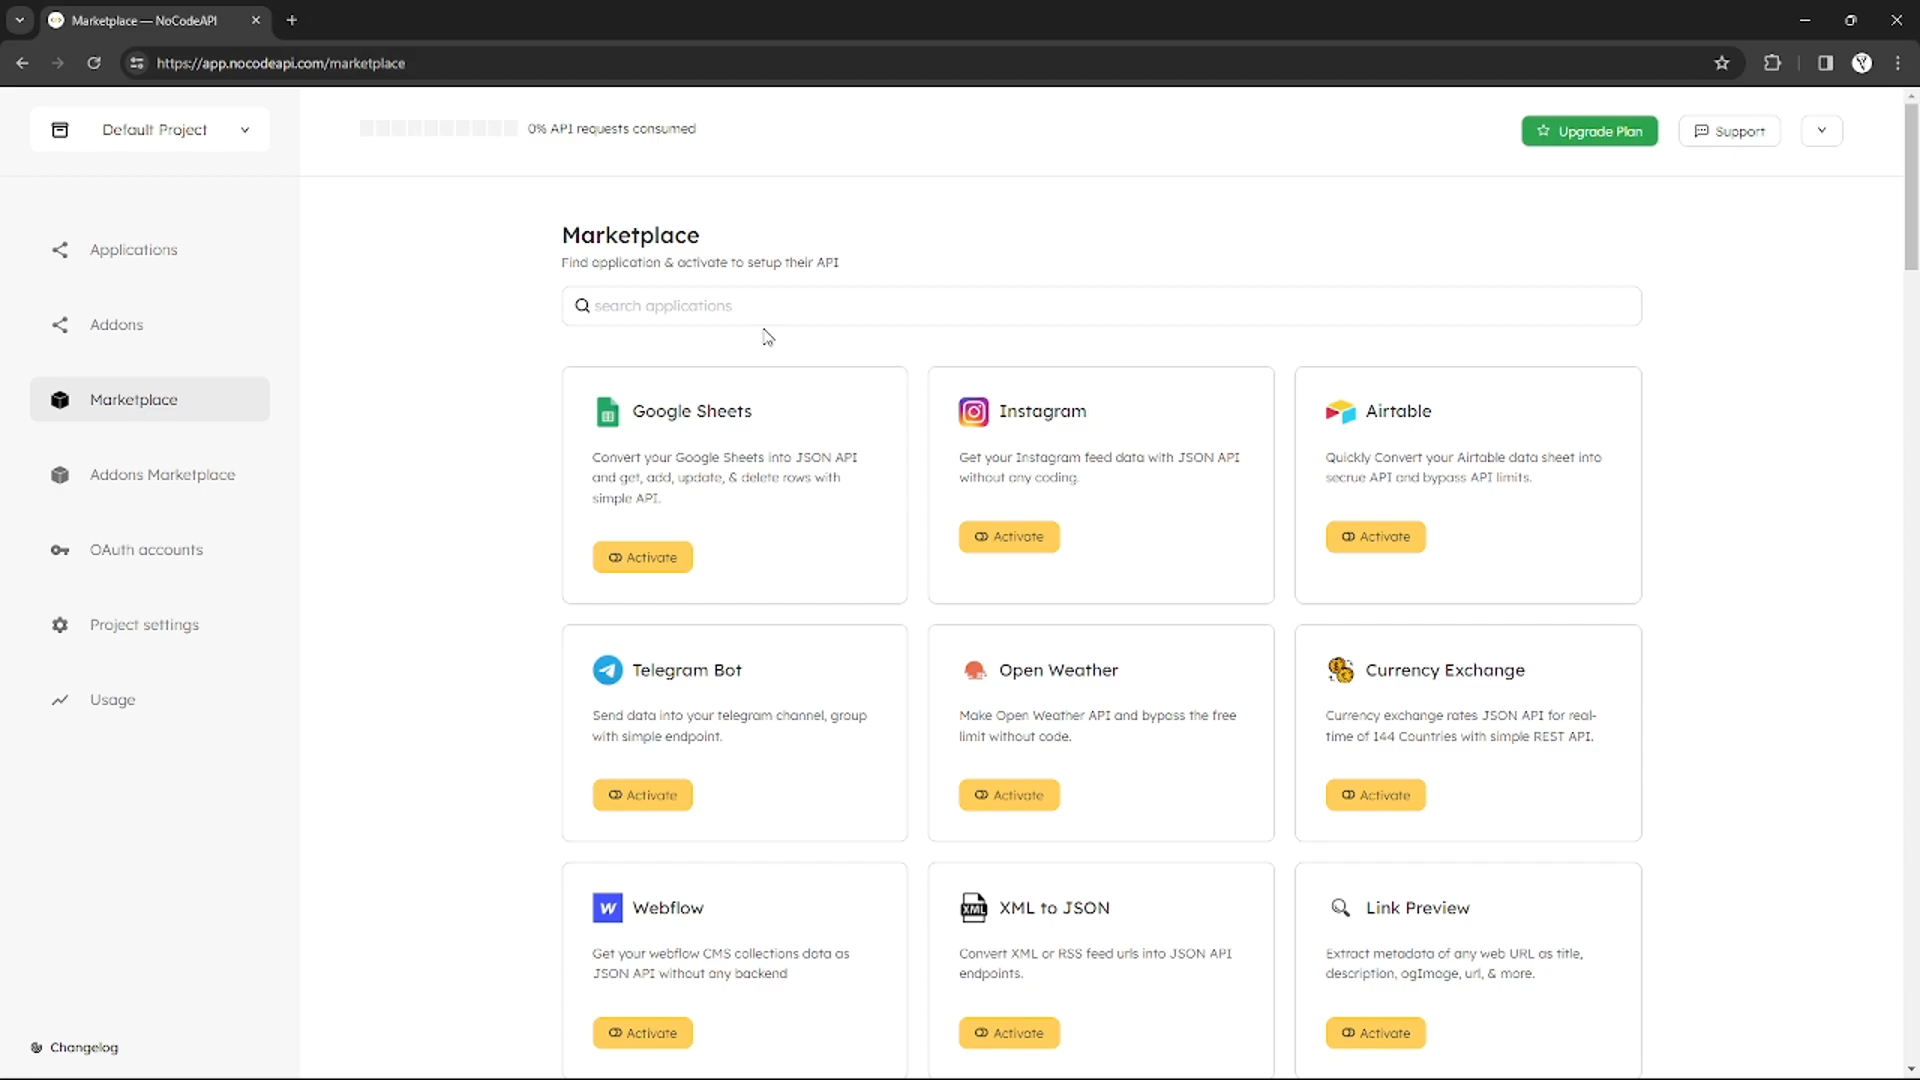 Marketplace — NoCodeAPI
https://app.nocodeapi.com/marketplace
Default Project
0% API requests consumed
Upgrade Plan
Support
Applications
Addons
Marketplace
Addons Marketplace
OAuth accounts
Project settings
Usage
Changelog
Marketplace
Find application & activate to setup their API
search applications
Google Sheets
Convert your Google Sheets into JSON API
and get, add, update, & delete rows with
simple API.
Activate
Instagram
Get your Instagram feed data with JSON API
without any coding.
Activate
Airtable
Quickly Convert your Airtable data sheet into
secrue API and bypass API limits.
Activate
Telegram Bot
Send data into your telegram channel, group
with simple endpoint.
Activate
Open Weather
Make Open Weather API and bypass the free
limit without code.
Activate
Currency Exchange
Currency exchange rates JSON API for real-
time of 144 Countries with simple REST API.
Activate
W
Webflow
Get your webflow CMS collections data as
JSON API without any backend
Activate
XML
XML to JSON
Convert XML or RSS feed urls into JSON API
endpoints.
Activate
Link Preview
Extract metadata of any web URL as title,
description, ogImage, url, & more.
Activate